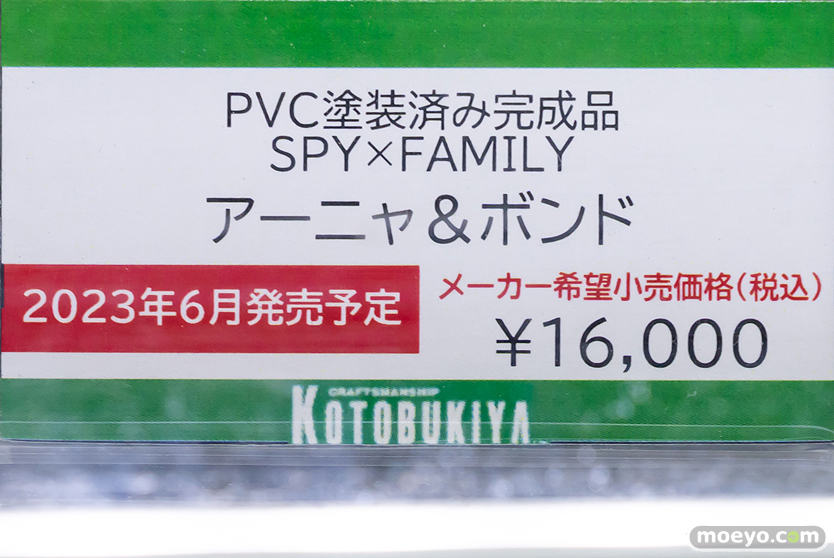 PVC塗装済み完成品
SPY×FAMILY
アーニャ&ボンド
2023年6月発売予定
メーカー希望小売価格(税込)
¥16,000
CRAFTSMANSHIP
KOTOBUKIYA
moeyo.com